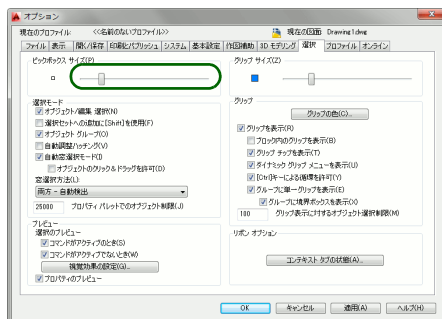 オプション
現在のプロファイル: <<名前のないプロファイル>> 現在の図面 Drawing1.dwg
ファイル 表示 開く/保存 印刷とパブリッシュ システム 基本設定 作図補助 3D モデリング 選択 プロファイル オンライン
ピックボックス サイズ(P)
グリップ サイズ(Z)
選択モード
オブジェクト/編集 選択(N)
選択セットへの追加に[Shift]を使用(F)
オブジェクト グループ(O)
自動調整ハッチング(V)
自動窓選択モード(I)
オブジェクトのクリック&ドラッグを許可(D)
窓選択方法(L):
両方 - 自動検出
25000 プロパティ パレットでのオブジェクト制限(J)
プレビュー
選択のプレビュー
コマンドがアクティブのとき(S)
コマンドがアクティブでないとき(W)
視覚効果の設定(G)...
プロパティのプレビュー
グリップ
グリップの色(C)...
グリップを表示(R)
ブロック内のグリップを表示(B)
グリップ チップを表示(T)
ダイナミック グリップ メニューを表示(U)
[Ctrl]キーによる循環を許可(Y)
グループに単一グリップを表示(E)
グループに境界ボックスを表示(X)
100 グリップ表示に対するオブジェクト選択制限(M)
リボン オプション
コンテキスト タブの状態(A)...
OK キャンセル 適用(A) ヘルプ(H)